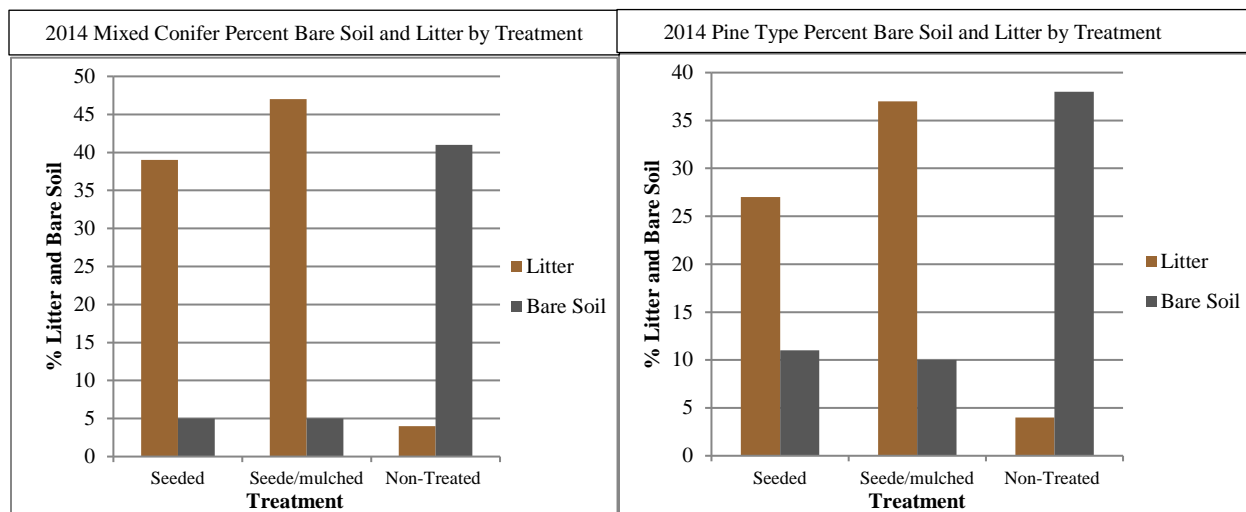 2014 Mixed Conifer Percent Bare Soil and Litter by Treatment
% Litter and Bare Soil
50
45
40
35
30
25
20
15
10
5
0
Seeded
Seede/mulched
Non-Treated
Treatment
Litter
Bare Soil
2014 Pine Type Percent Bare Soil and Litter by Treatment
% Litter and Bare Soil
40
35
30
25
20
15
10
5
0
Seeded
Seede/mulched
Non-Treated
Treatment
Litter
Bare Soil